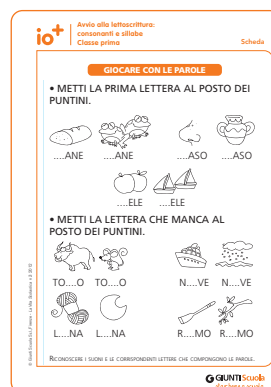 io+
Avvio alla lettoscrittura:
consonanti e sillabe
Classe prima
Scheda
GIOCARE CON LE PAROLE
• METTI LA PRIMA LETTERA AL POSTO DEI
PUNTINI.
....ANE ....ANE ....ASO ....ASO
....ELE ....ELE
• METTI LA LETTERA CHE MANCA AL
POSTO DEI PUNTINI.
TO....O TO....O N....VE N....VE
L....NA L....NA R....MO R....MO
RICONOSCERE I SUONI E LE CORRISPONDENTI LETTERE CHE COMPONGONO LE PAROLE.
GIUNTI Scuola